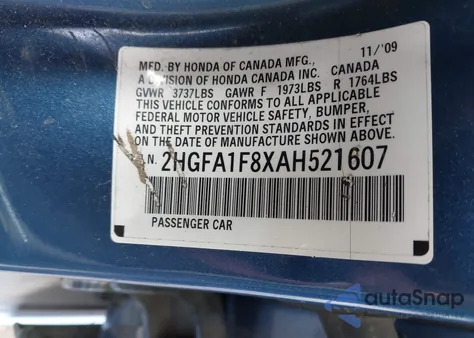 MFD. BY HONDA OF CANADA MFG., 11/'09
A DIVISION OF HONDA CANADA INC. CANADA
GVWR 3737LBS GAWR F 1973LBS R 1764LBS
THIS VEHICLE CONFORMS TO ALL APPLICABLE
FEDERAL MOTOR VEHICLE SAFETY, BUMPER,
AND THEFT PREVENTION STANDARDS IN EFFECT
ON THE DATE OF MANUFACTURE SHOWN ABOVE.
.N. 2HGFA1F8XAH521607
PASSENGER CAR
autoSnap